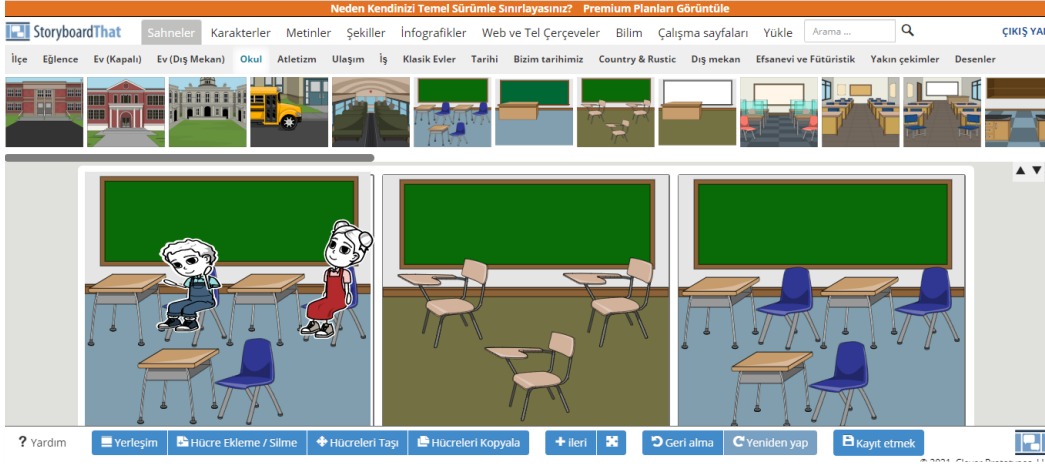 Neden Kendinizi Temel Sürümle Sınırlayasınız? Premium Planları Görüntüle
StoryboardThat Sahneler Karakterler Metinler Şekiller İnfografikler Web ve Tel Çerçeveler Bilim Çalışma sayfaları Yükle Arama ... ÇIKIŞ YAP
İlçe Eğlence Ev (Kapalı) Ev (Dış Mekan) Okul Atletizm Ulaşım İş Klasik Evler Tarihi Bizim tarihimiz Country & Rustic Dış mekan Efsanevi ve Fütüristik Yakın çekimler Desenler
? Yardım Yerleşim Hücre Ekleme / Silme Hücreleri Taşı Hücreleri Kopyala ileri Geri alma Yeniden yap Kayıt etmek